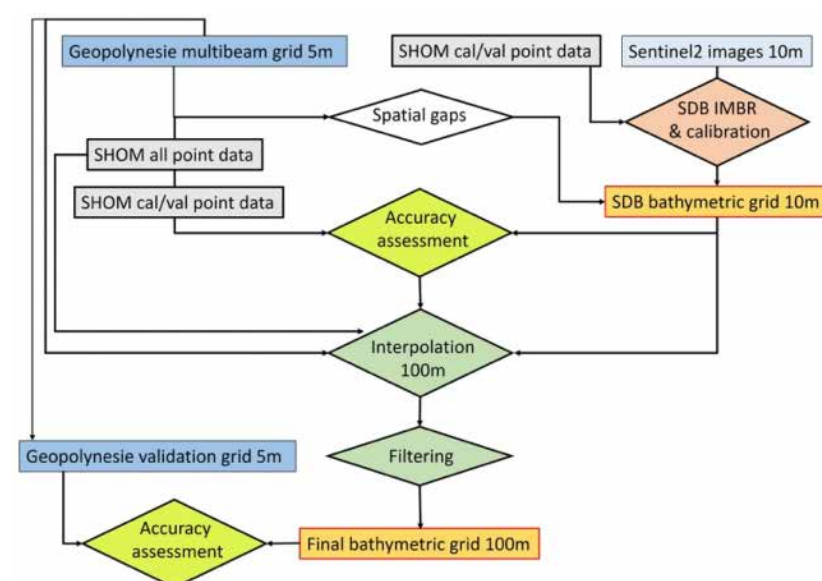 Geopolynesie multibeam grid 5m
SHOM cal/val point data
Sentinel2 images 10m
SDB IMBR
& calibration
Spatial gaps
SHOM all point data
SHOM cal/val point data
SDB bathymetric grid 10m
Accuracy
assessment
Interpolation
100m
Geopolynesie validation grid 5m
Filtering
Accuracy
assessment
Final bathymetric grid 100m